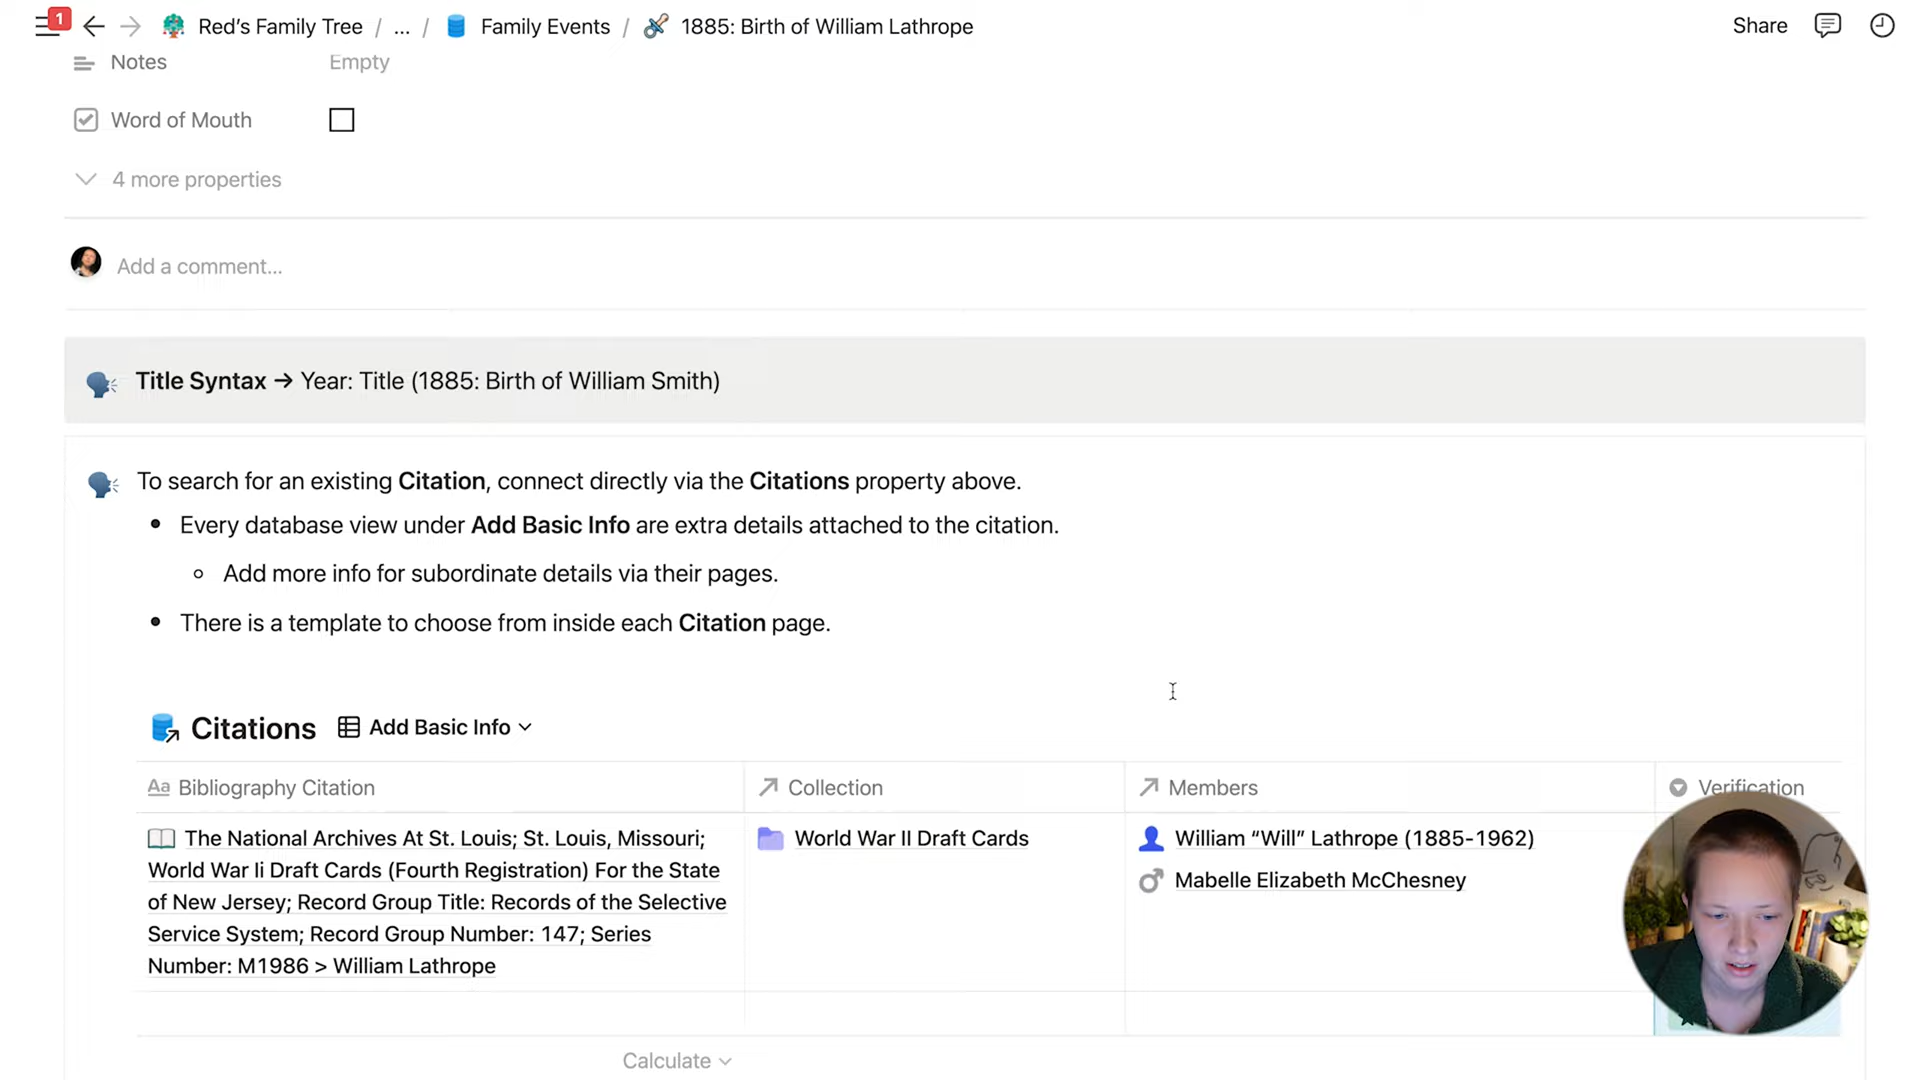 1
Red's Family Tree / ... / Family Events / 1885: Birth of William Lathrope
Share
Notes Empty
Word of Mouth
4 more properties
Add a comment...
Title Syntax → Year: Title (1885: Birth of William Smith)
To search for an existing Citation, connect directly via the Citations property above.
• Every database view under Add Basic Info are extra details attached to the citation.
◦ Add more info for subordinate details via their pages.
• There is a template to choose from inside each Citation page.
Citations Add Basic Info
Aa Bibliography Citation
Collection
Members
Verification
The National Archives At St. Louis; St. Louis, Missouri;
World War Ii Draft Cards (Fourth Registration) For the State
of New Jersey; Record Group Title: Records of the Selective
Service System; Record Group Number: 147; Series
Number: M1986 > William Lathrope
World War II Draft Cards
William “Will” Lathrope (1885-1962)
Mabelle Elizabeth McChesney
Calculate